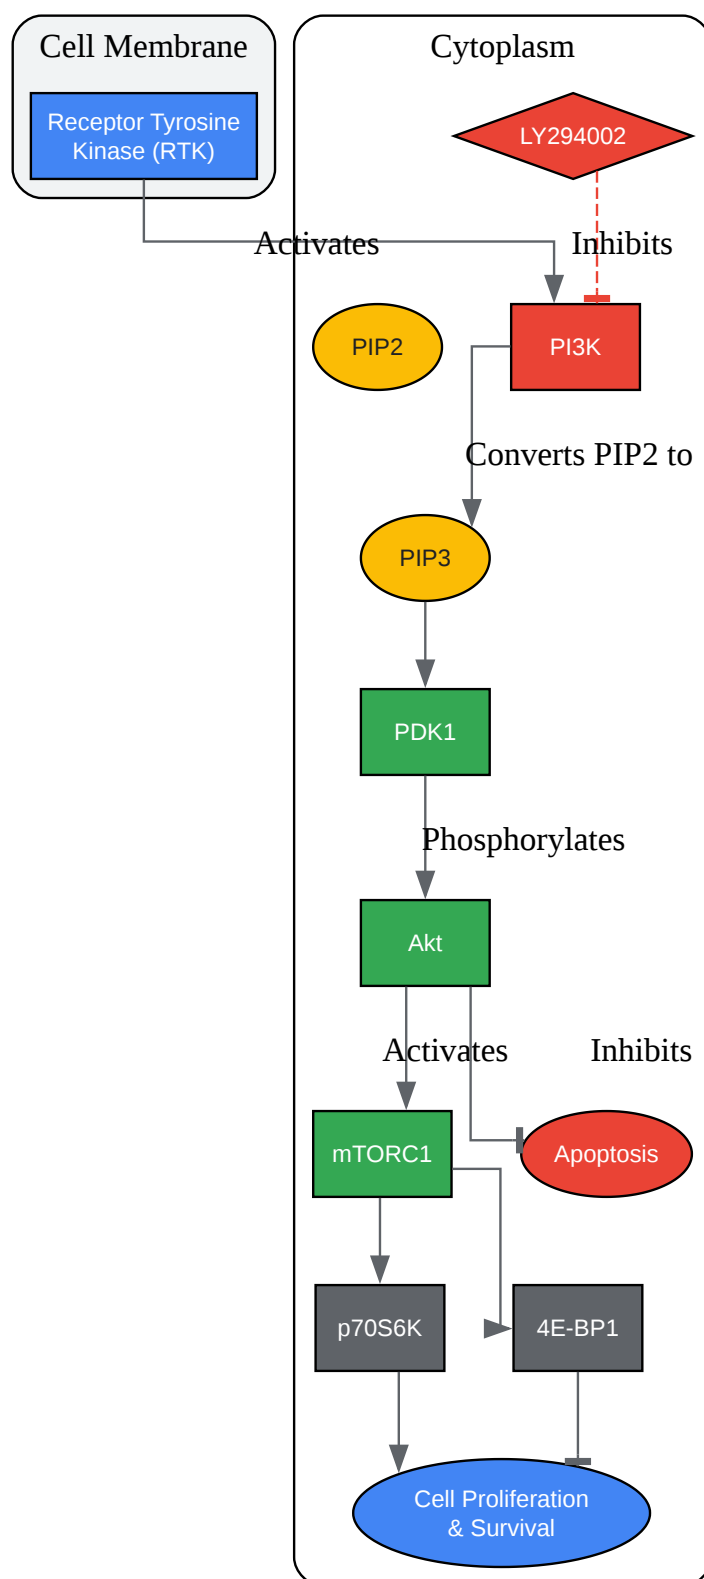 Cell Membrane
Cytoplasm
Receptor Tyrosine
Kinase (RTK)
LY294002
Activates
Inhibits
PIP2
PI3K
Converts PIP2 to
PIP3
PDK1
Phosphorylates
Akt
Activates
Inhibits
mTORC1
Apoptosis
p70S6K
4E-BP1
Cell Proliferation
& Survival